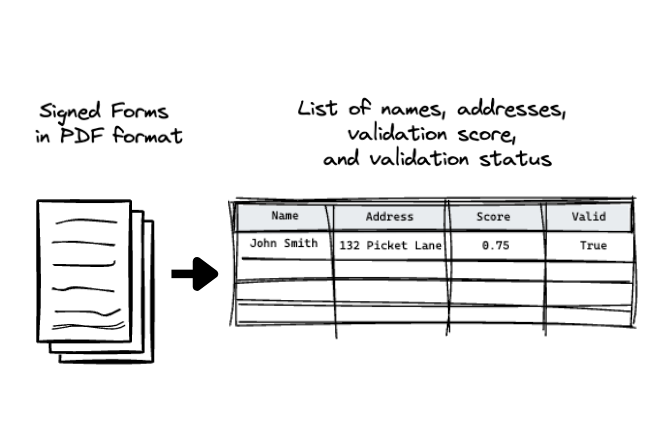 Signed Forms
in PDF format
List of names, addresses,
validation score,
and validation status
Name Address Score Valid
John Smith 132 Picket Lane 0.75 True